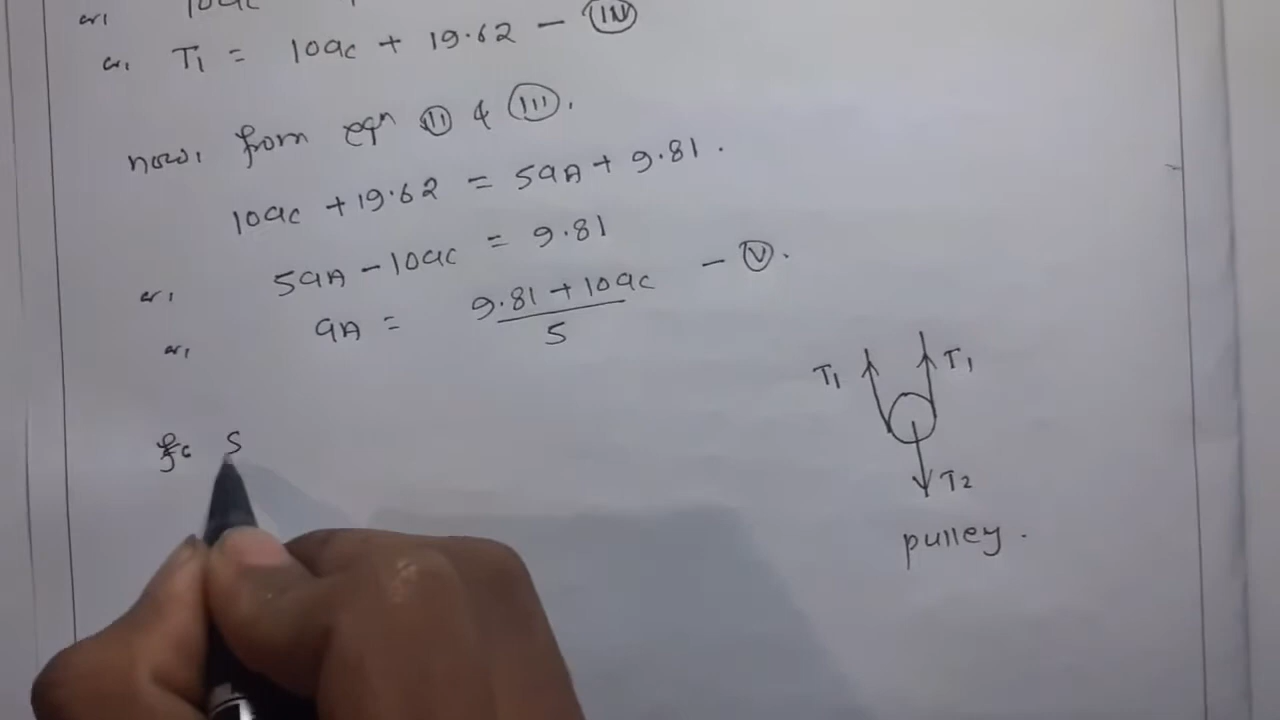 or,
or, T1 = 10ac + 19.62 — (IV)
now, from eqn (II) & (III).
10ac + 19.62 = 5aA + 9.81.
or, 5aA - 10ac = 9.81
or, aA = 9.81 + 10ac / 5 — (V).
T1 T1
T2
pulley.